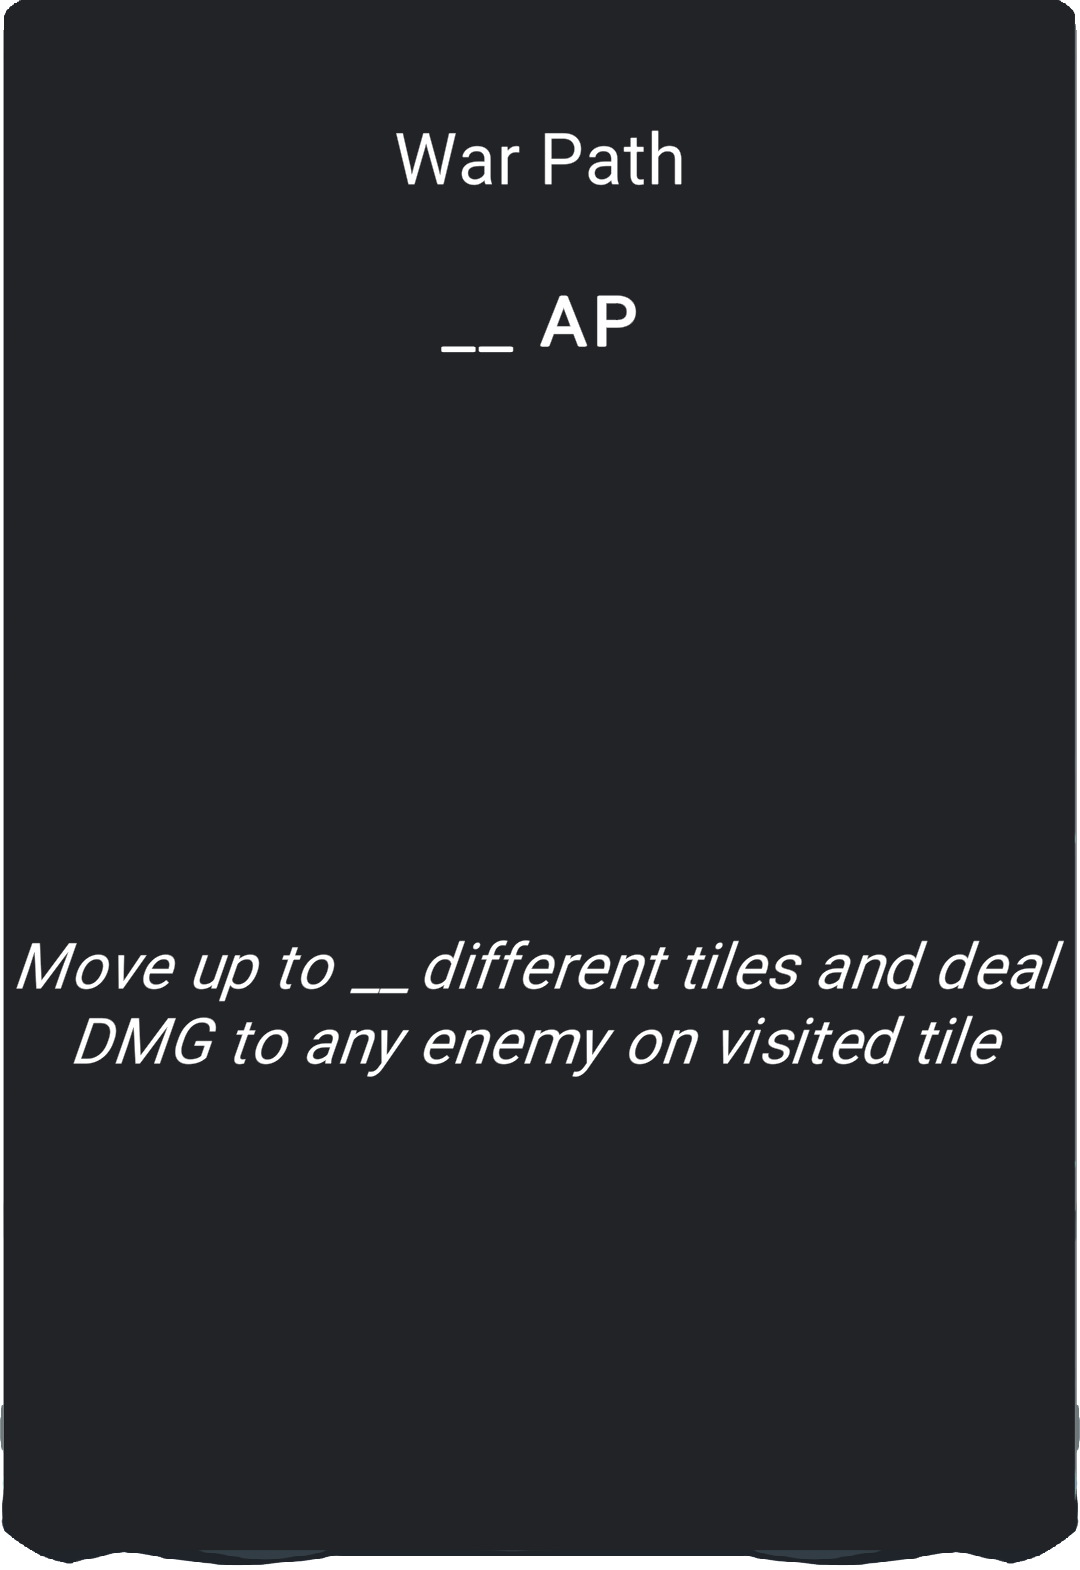 War Path
__ AP
Move up to __ different tiles and deal
DMG to any enemy on visited tile